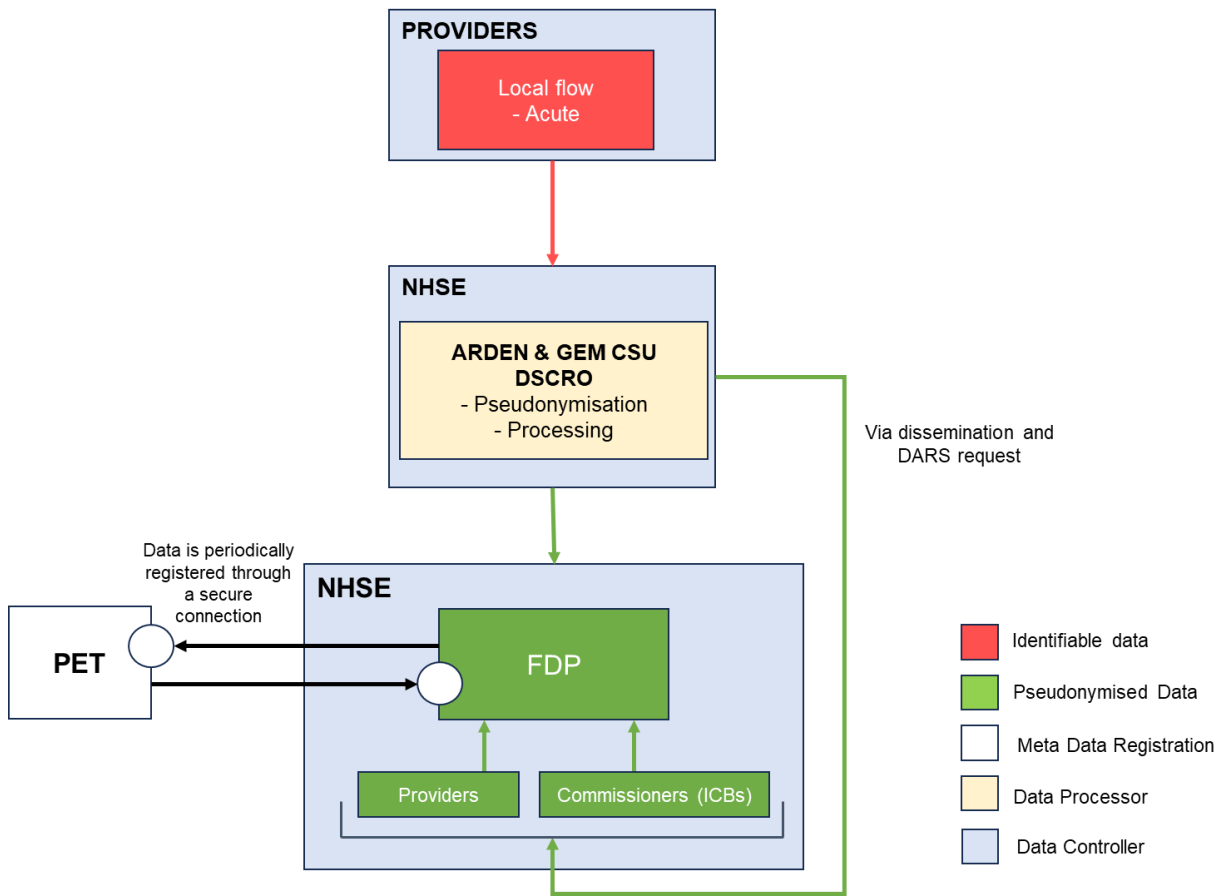 PROVIDERS
Local flow
- Acute
NHSE
ARDEN & GEM CSU
DSCRO
- Pseudonymisation
- Processing
Via dissemination and
DARS request
Data is periodically
registered through
a secure
connection
NHSE
PET
FDP
Providers
Commissioners (ICBs)
Identifiable data
Pseudonymised Data
Meta Data Registration
Data Processor
Data Controller